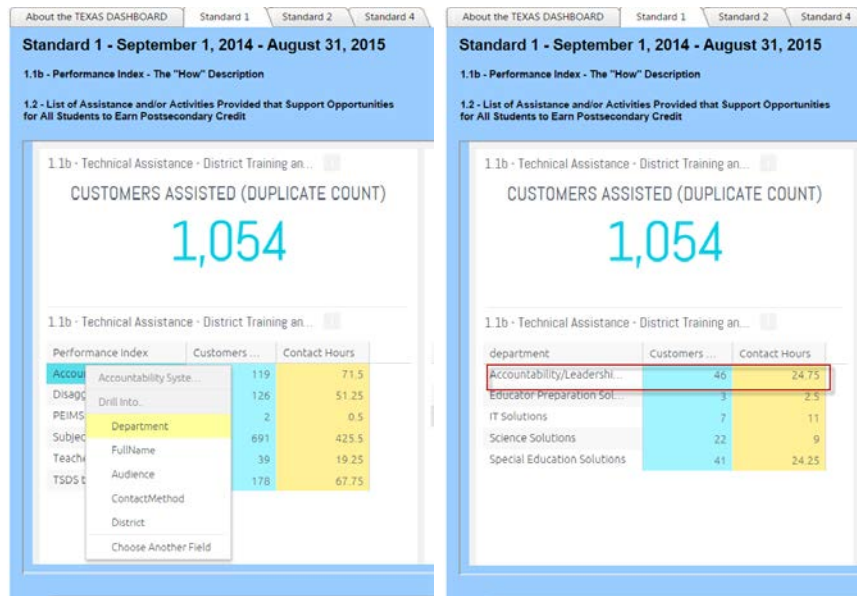 About the TEXAS DASHBOARD Standard 1 Standard 2 Standard 4
Standard 1 - September 1, 2014 - August 31, 2015
1.1b - Performance Index - The "How" Description
1.2 - List of Assistance and/or Activities Provided that Support Opportunities
for All Students to Earn Postsecondary Credit
1.1b - Technical Assistance - District Training an...
CUSTOMERS ASSISTED (DUPLICATE COUNT)
1,054
1.1b - Technical Assistance - District Training an...
Performance Index Customers ... Contact Hours
Accou 119 71.5
Disagg 126 51.25
PEIMS 2 0.5
Subjec 691 425.5
Teache 39 19.25
TSDS t 178 67.75
Accountability Syste...
Drill Into..
Department
FullName
Audience
ContactMethod
District
Choose Another Field
About the TEXAS DASHBOARD Standard 1 Standard 2 Standard 4
Standard 1 - September 1, 2014 - August 31, 2015
1.1b - Performance Index - The "How" Description
1.2 - List of Assistance and/or Activities Provided that Support Opportunities
for All Students to Earn Postsecondary Credit
1.1b - Technical Assistance - District Training an...
CUSTOMERS ASSISTED (DUPLICATE COUNT)
1,054
1.1b - Technical Assistance - District Training an...
department Customers ... Contact Hours
Accountability/Leadershi... 46 24.75
Educator Preparation Sol... 3 2.5
IT Solutions 7 11
Science Solutions 22 9
Special Education Solutions 41 24.25